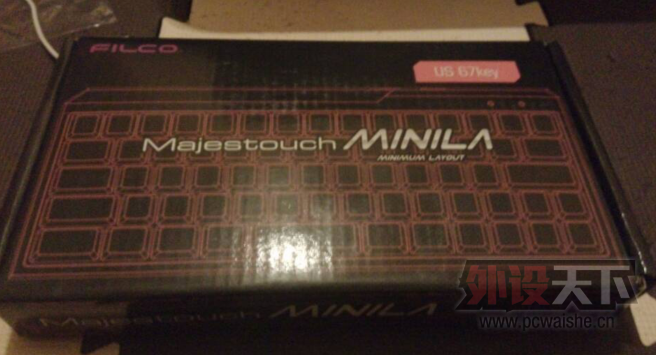 FILCO
US 67key
Majestouch MINILA
MINIMUM LAYOUT
Majestouch MINILA
外设天下
www.pcwaishe.cn